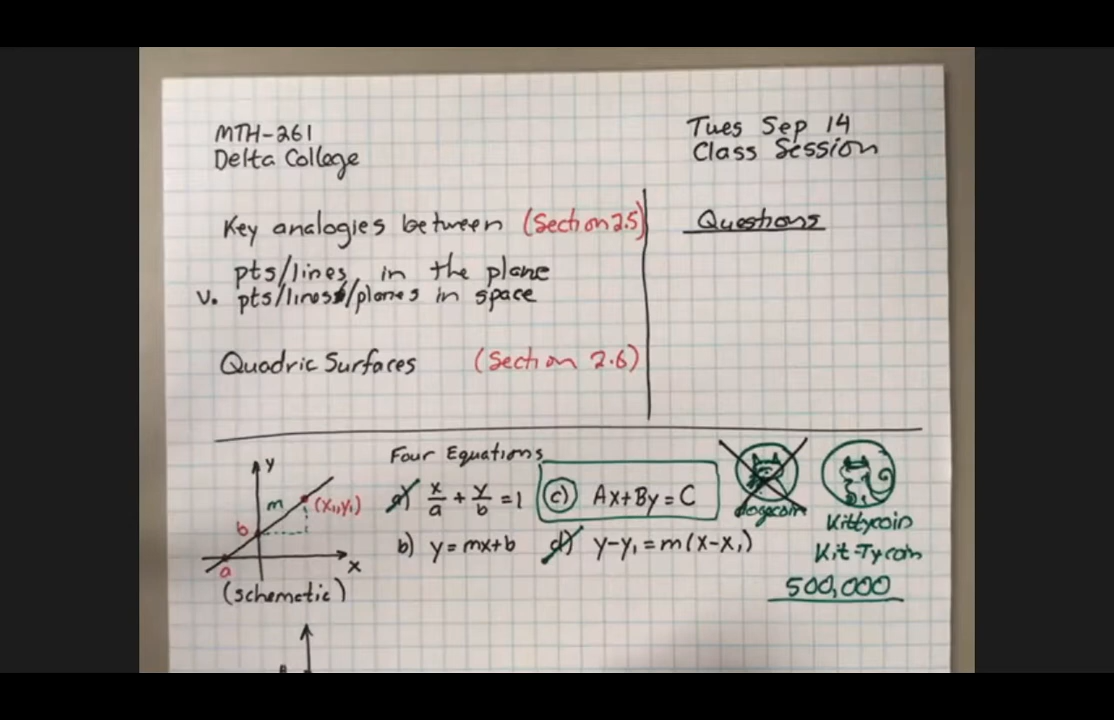 MTH-261
Delta College
Tues Sep 14
Class Session
Key analogies between (Section 2.5)
pts/lines in the plane
v. pts/lines/planes in space
Quadric Surfaces (Section 2.6)
Questions
y
m
(x₁,y₁)
b
a
x
(schematic)
Four Equations
a) x/a + y/b = 1
b) y = mx+b
c) Ax+By=C
d) y-y₁ = m(x-x₁)
dogecoin
Kittycoin
Kit-Tycoin
500,000